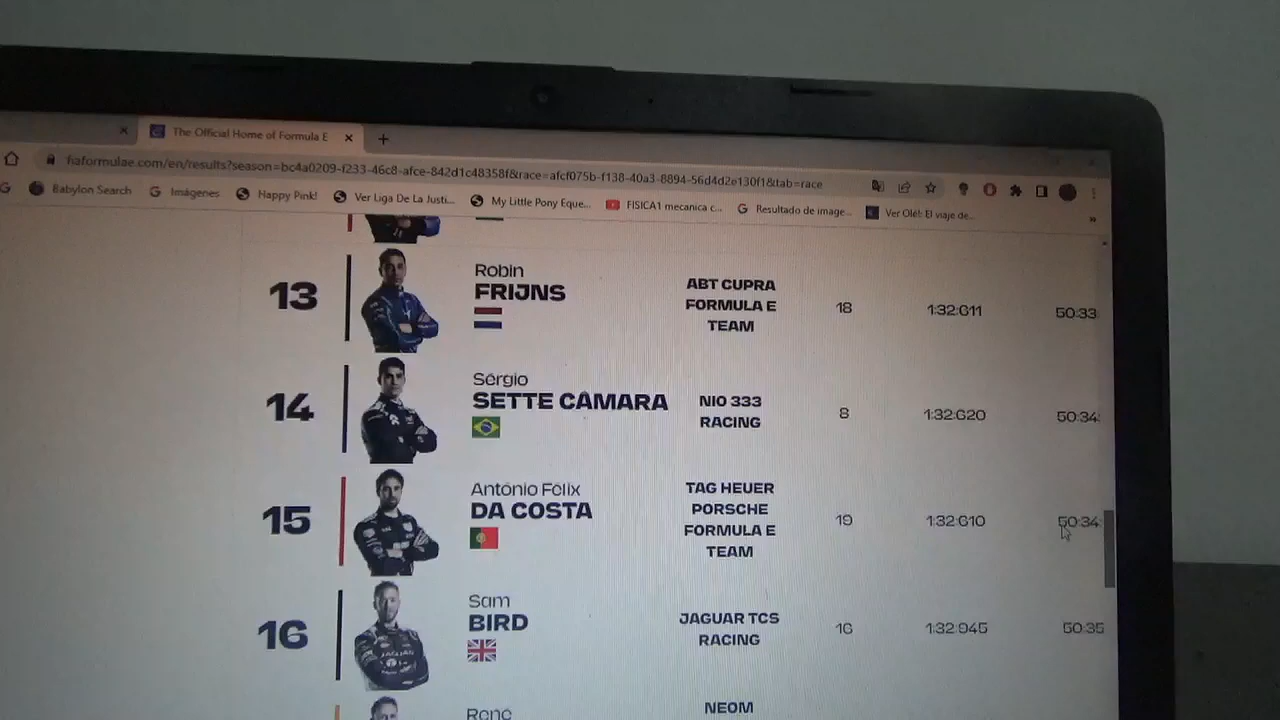 The Official Home of Formula E
fiaformulae.com/en/results?season=bc4a0209-f233-46c8-afce-842d1c48358f&race=afcf075b-f138-40a3-8894-56d4d2e130f1&tab=race
G Babylon Search Imágenes Happy Pink! Ver Liga De La Justi... My Little Pony Eque... FISICA1 mecanica c... Resultado de image... Ver Olé!: El viaje de... »
13 Robin FRIJNS ABT CUPRA FORMULA E TEAM 18 1:32:611 50:33
14 Sérgio SETTE CÂMARA NIO 333 RACING 8 1:32:620 50:34:
15 António Félix DA COSTA TAG HEUER PORSCHE FORMULA E TEAM 19 1:32:610 50:34:
16 Sam BIRD JAGUAR TCS RACING 16 1:32:945 50:35
JAGUAR
René NEOM